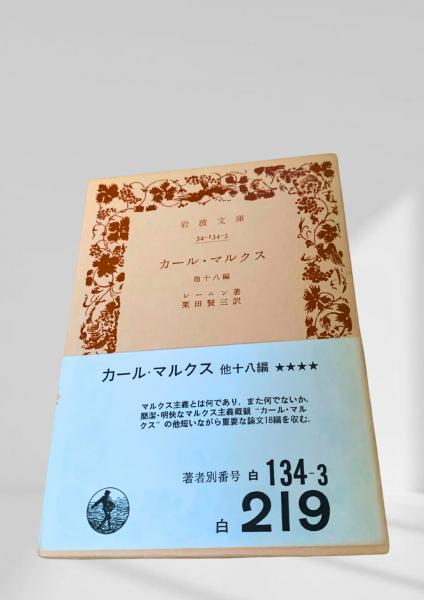 岩波文庫
34-134-3
カール・マルクス
他十八編
レーニン著
栗田賢三訳
カール・マルクス 他十八編 ★★★★
マルクス主義とは何であり,また何でないか.
簡潔・明快なマルクス主義概観“カール・マル
クス”の他短いながら重要な論文18編を収む.
著者別番号 白 134-3
白 219